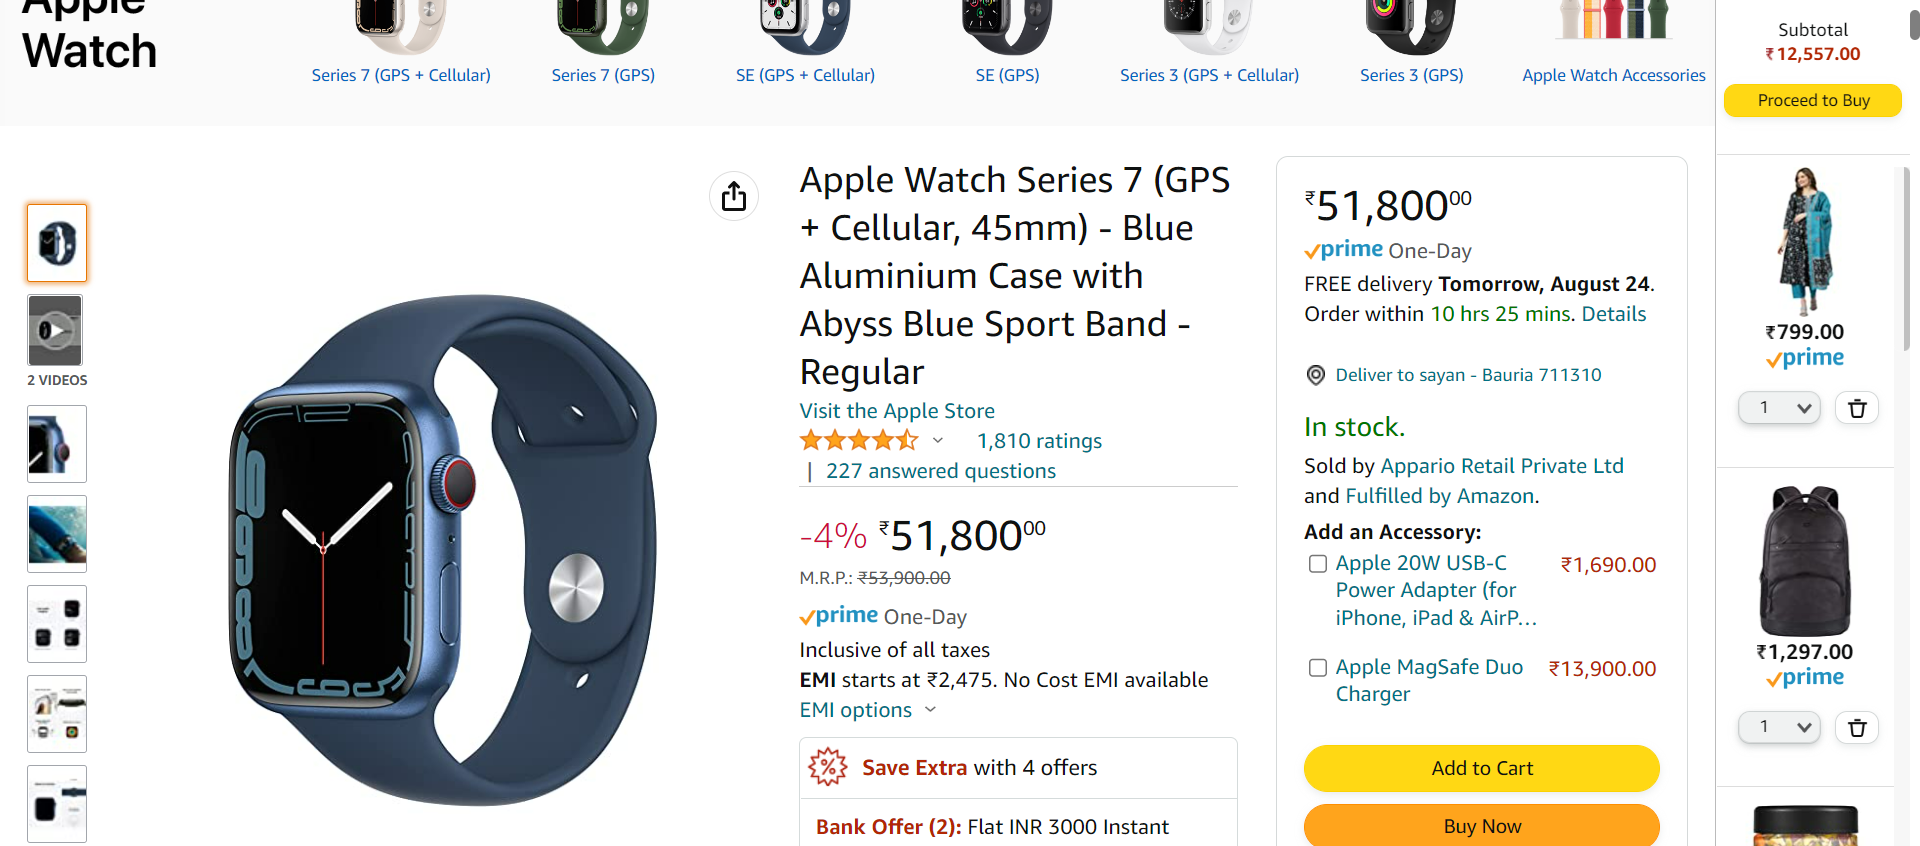 Apple
Watch
Series 7 (GPS + Cellular)
Series 7 (GPS)
SE (GPS + Cellular)
SE (GPS)
Series 3 (GPS + Cellular)
Series 3 (GPS)
Apple Watch Accessories
2 VIDEOS
Apple Watch Series 7 (GPS
+ Cellular, 45mm) - Blue
Aluminium Case with
Abyss Blue Sport Band -
Regular
Visit the Apple Store
1,810 ratings
| 227 answered questions
-4% ₹51,80000
M.R.P.: ₹53,900.00
prime One-Day
Inclusive of all taxes
EMI starts at ₹2,475. No Cost EMI available
EMI options
Save Extra with 4 offers
Bank Offer (2): Flat INR 3000 Instant
₹51,80000
prime One-Day
FREE delivery Tomorrow, August 24.
Order within 10 hrs 25 mins. Details
Deliver to sayan - Bauria 711310
In stock.
Sold by Appario Retail Private Ltd
and Fulfilled by Amazon.
Add an Accessory:
Apple 20W USB-C ₹1,690.00
Power Adapter (for
iPhone, iPad & AirP…
Apple MagSafe Duo ₹13,900.00
Charger
Add to Cart
Buy Now
Subtotal
₹12,557.00
Proceed to Buy
₹799.00
prime
1
₹1,297.00
prime
1